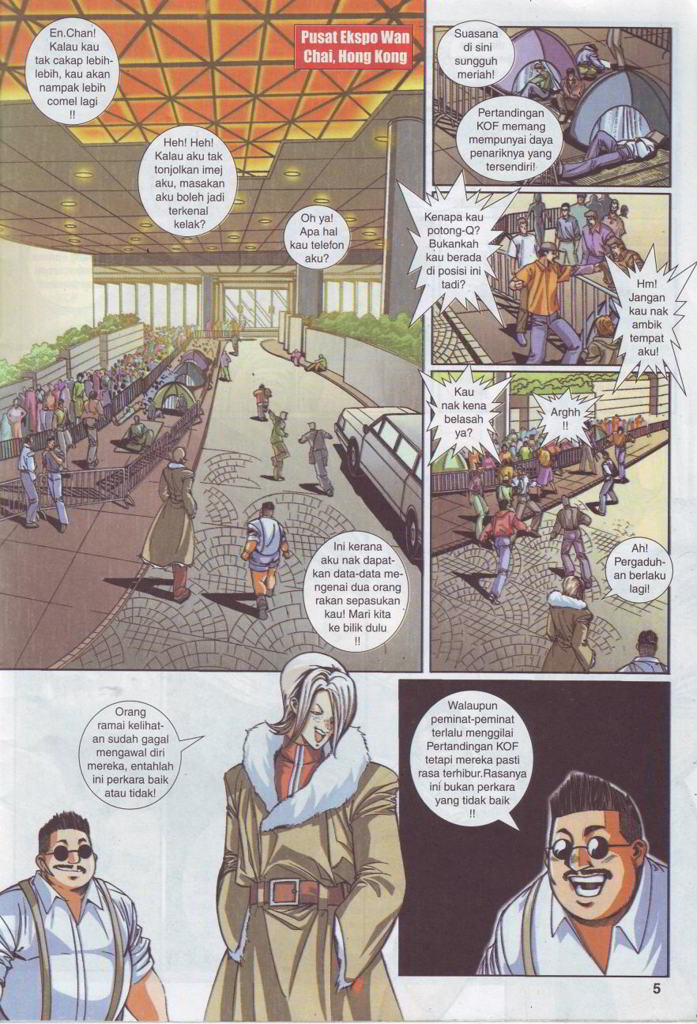 En.Chan!
Kalau kau
tak cakap lebih-
lebih, kau akan
nampak lebih
comel lagi
!!
Pusat Ekspo Wan
Chai, Hong Kong
Heh! Heh!
Kalau aku tak
tonjolkan imej
aku, masakan
aku boleh jadi
terkenal
kelak?
Oh ya!
Apa hal
kau telefon
aku?
Ini kerana
aku nak dapat-
kan data-data me-
ngenai dua orang
rakan sepasukan
kau! Mari kita
ke bilik dulu
!!
Suasana
di sini
sungguh
meriah!
Pertandingan
KOF memang
mempunyai daya
penariknya yang
tersendiri!
Kenapa kau
potong-Q?
Bukankah
kau berada
di posisi ini
tadi?
Hm!
Jangan
kau nak
ambik
tempat
aku!
Kau
nak kena
belasah
ya?
Arghh
!!
Ah!
Pergaduh-
an berlaku
lagi!
Orang
ramai kelihat-
an sudah gagal
mengawal diri
mereka, entahlah
ini perkara baik
atau tidak!
Walaupun
peminat-peminat
terlalu menggilai
Pertandingan KOF
tetapi mereka pasti
rasa terhibur.Rasanya
ini bukan perkara
yang tidak baik
!!
5